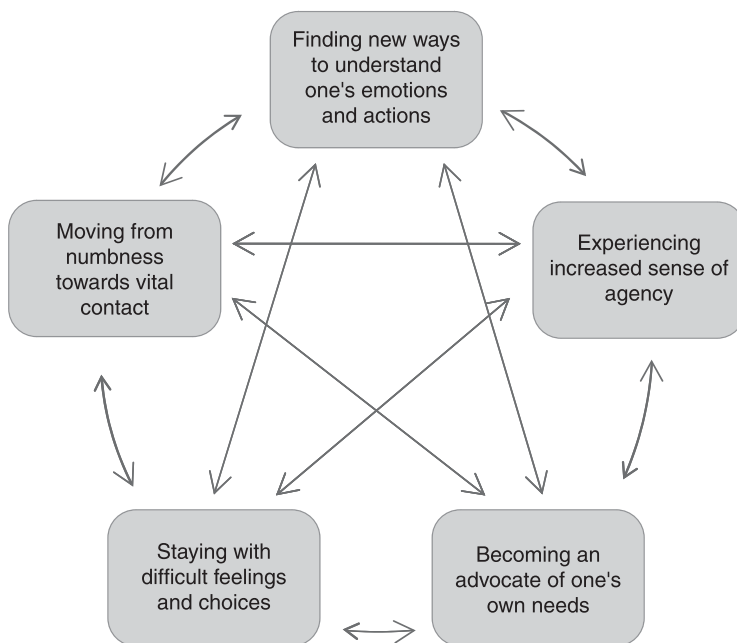 Finding new ways
to understand
one's emotions
and actions
Moving from
numbness
towards vital
contact
Experiencing
increased sense of
agency
Staying with
difficult feelings
and choices
Becoming an
advocate of one's
own needs